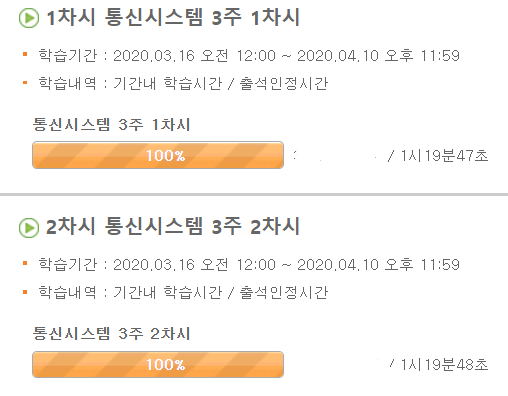 1차시 통신시스템 3주 1차시
학습기간 : 2020.03.16 오전 12:00 ~ 2020.04.10 오후 11:59
학습내역 : 기간내 학습시간 / 출석인정시간
통신시스템 3주 1차시
100% : / 1시19분47초
2차시 통신시스템 3주 2차시
학습기간 : 2020.03.16 오전 12:00 ~ 2020.04.10 오후 11:59
학습내역 : 기간내 학습시간 / 출석인정시간
통신시스템 3주 2차시
100% / 1시19분48초